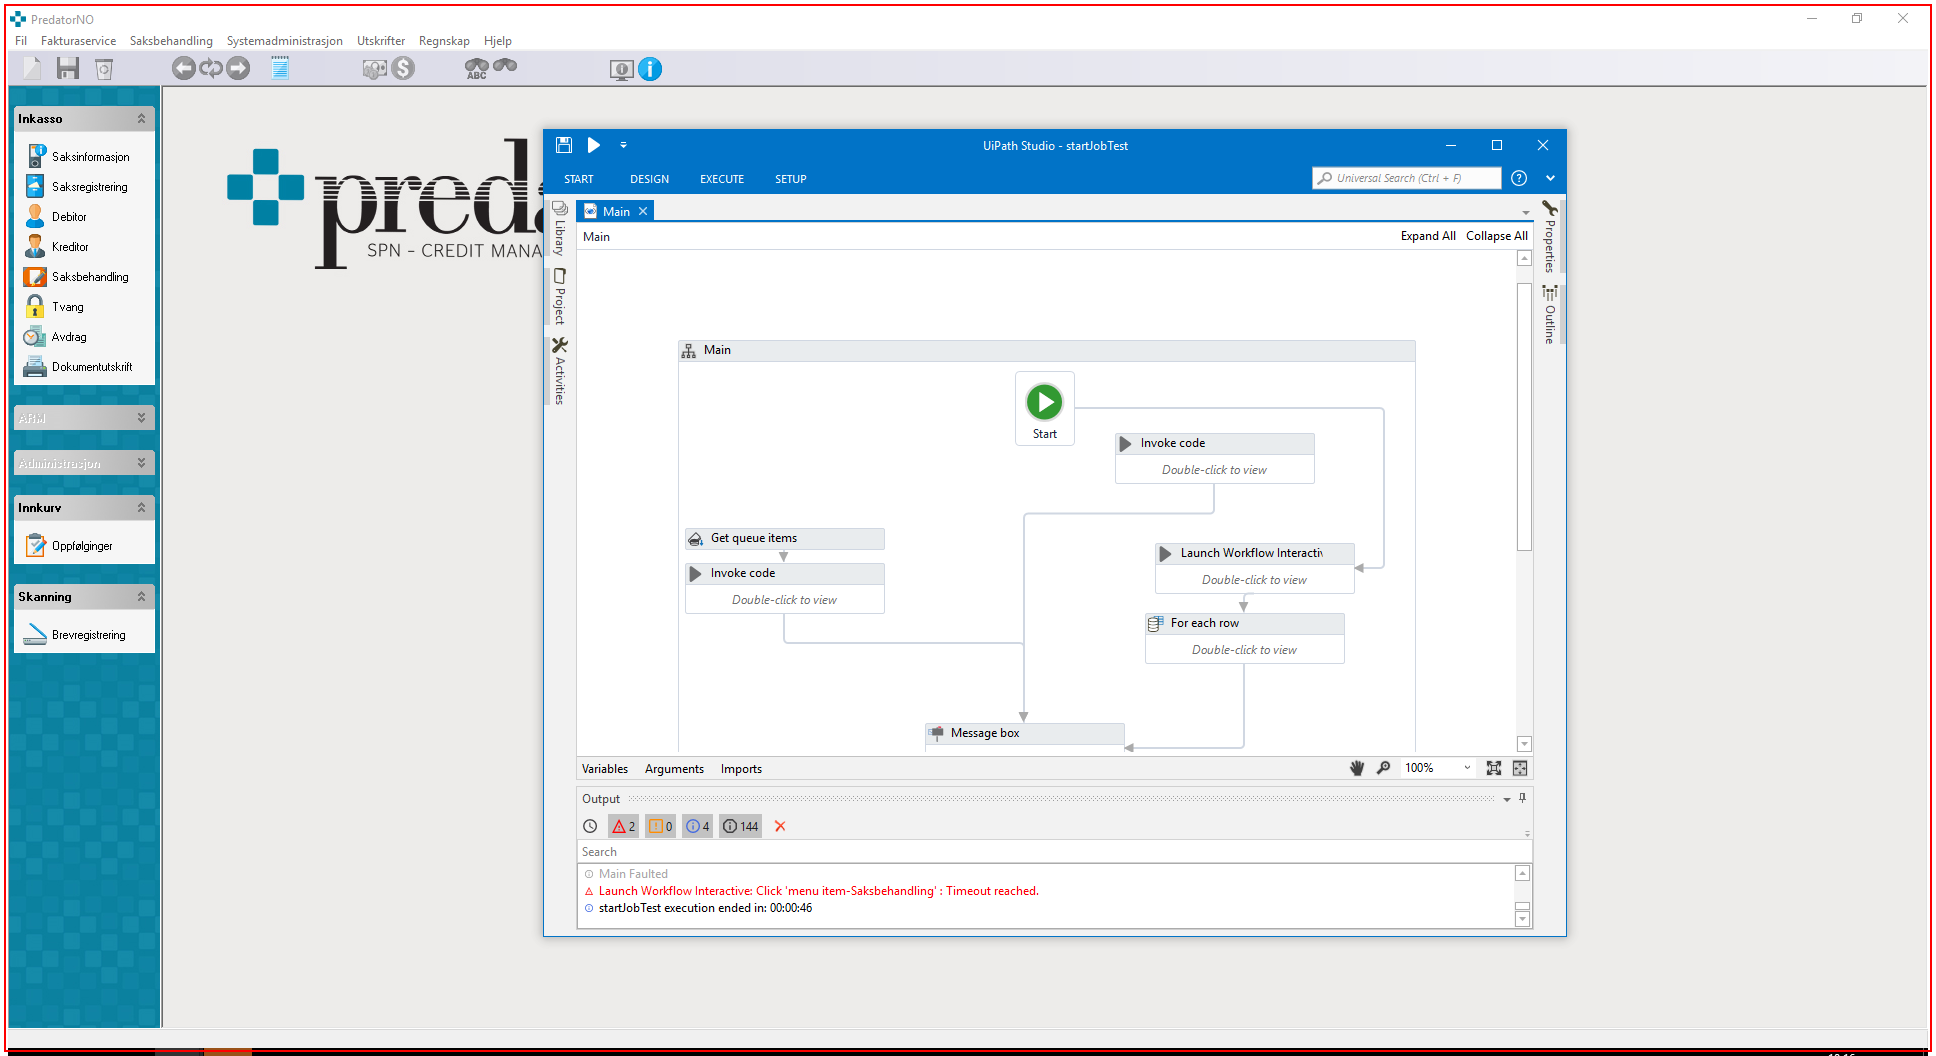 PredatorNO
Fil Fakturaservice Saksbehandling Systemadministrasjon Utskrifter Regnskap Hjelp
ABC
Inkasso
Saksinformasjon
Saksregistrering
Debitor
Kreditor
Saksbehandling
Tvang
Avdrag
Dokumentutskrift
ARM
Administrasjon
Innkurv
Oppfølginger
Skanning
Brevregistrering
preda
SPN - CREDIT MANA
UiPath Studio - startJobTest
START DESIGN EXECUTE SETUP
Universal Search (Ctrl + F)
Library
Project
Activities
Main
Main
Expand All Collapse All
Properties
Outline
Main
Start
Invoke code
Double-click to view
Get queue items
Invoke code
Double-click to view
Launch Workflow Interactiv
Double-click to view
For each row
Double-click to view
Message box
Variables Arguments Imports
100%
Output
2 0 4 144
Search
Main Faulted
Launch Workflow Interactive: Click 'menu item-Saksbehandling' : Timeout reached.
startJobTest execution ended in: 00:00:46